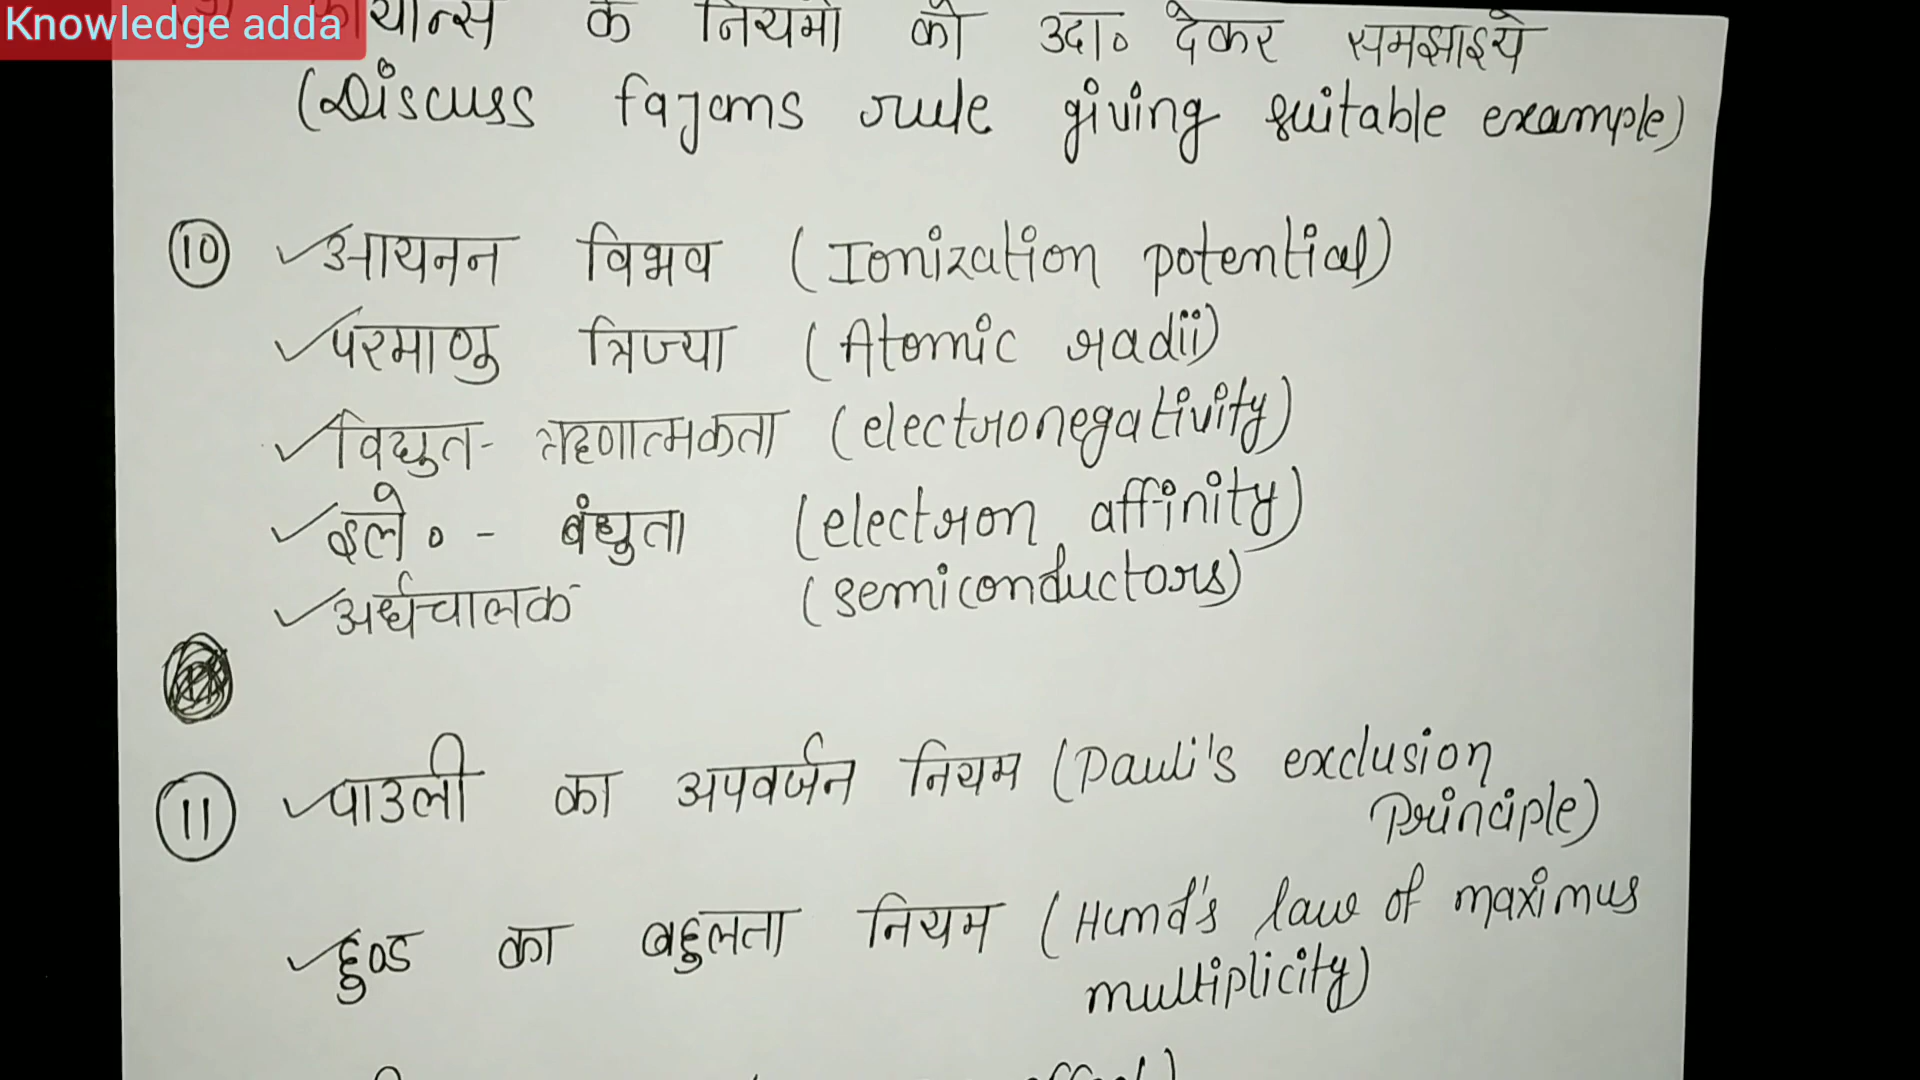 Knowledge adda
के नियमों को उदा० देकर समझाइये
(Discuss fajans rule giving suitable example)
10 आयनन विभव (Ionization potential)
परमाणु त्रिज्या (Atomic radii)
विद्युत- ऋणात्मकता (electronegativity)
इले० - बंधुता (electron affinity)
अर्धचालक (semiconductors)
11 पाउली का अपवर्जन नियम (Pauli's exclusion
Principle)
हुण्ड का बहुलता नियम (Hund's law of maximus
multiplicity)